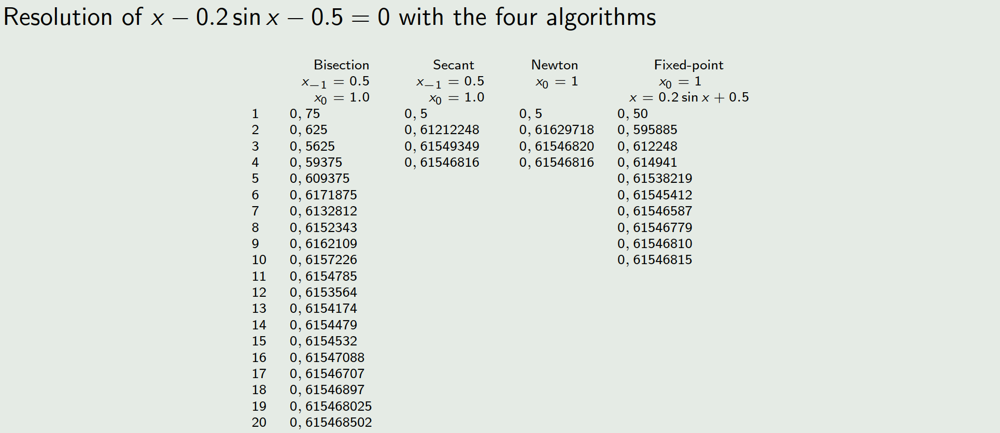 Resolution of x − 0.2 sin x − 0.5 = 0 with the four algorithms
Bisection Secant Newton Fixed-point
x₋₁ = 0.5 x₋₁ = 0.5 x₀ = 1 x₀ = 1
x₀ = 1.0 x₀ = 1.0 x = 0.2 sin x + 0.5
1 0, 75 0, 5 0, 5 0, 50
2 0, 625 0, 61212248 0, 61629718 0, 595885
3 0, 5625 0, 61549349 0, 61546820 0, 612248
4 0, 59375 0, 61546816 0, 61546816 0, 614941
5 0, 609375 0, 61538219
6 0, 6171875 0, 61545412
7 0, 6132812 0, 61546587
8 0, 6152343 0, 61546779
9 0, 6162109 0, 61546810
10 0, 6157226 0, 61546815
11 0, 6154785
12 0, 6153564
13 0, 6154174
14 0, 6154479
15 0, 6154532
16 0, 61547088
17 0, 61546707
18 0, 61546897
19 0, 615468025
20 0, 615468502